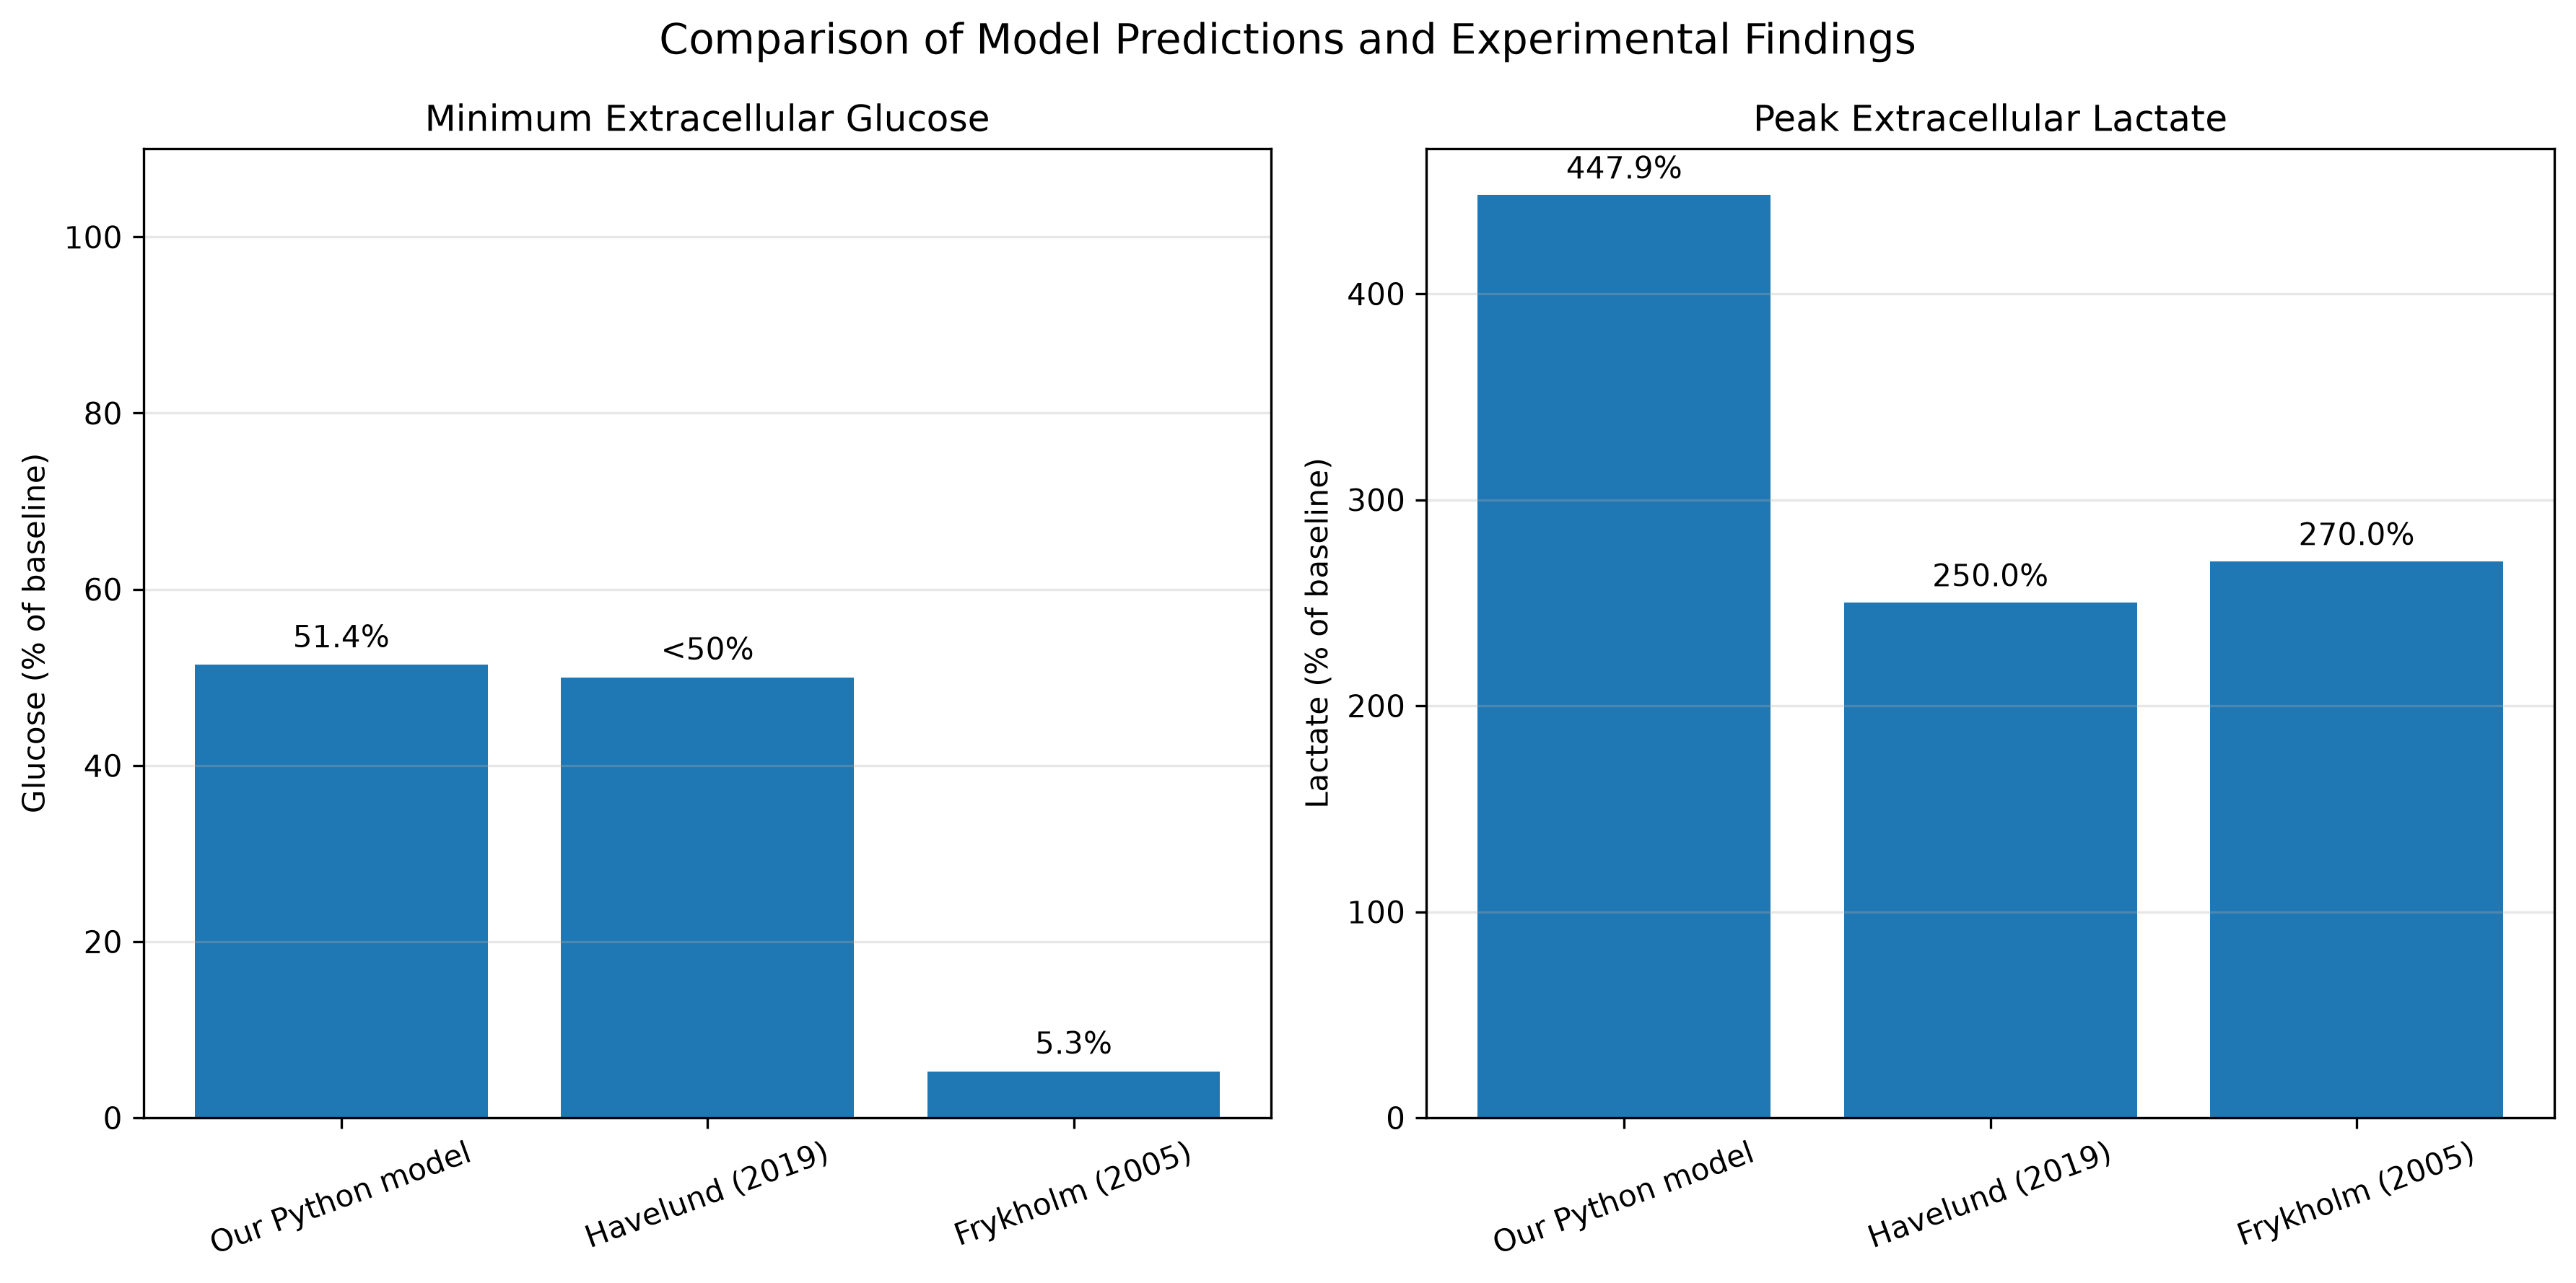 Comparison of Model Predictions and Experimental Findings
Minimum Extracellular Glucose
Glucose (% of baseline)
100
80
60
40
20
0
51.4%
<50%
5.3%
Our Python model
Havelund (2019)
Frykholm (2005)
Peak Extracellular Lactate
Lactate (% of baseline)
400
300
200
100
0
447.9%
250.0%
270.0%
Our Python model
Havelund (2019)
Frykholm (2005)